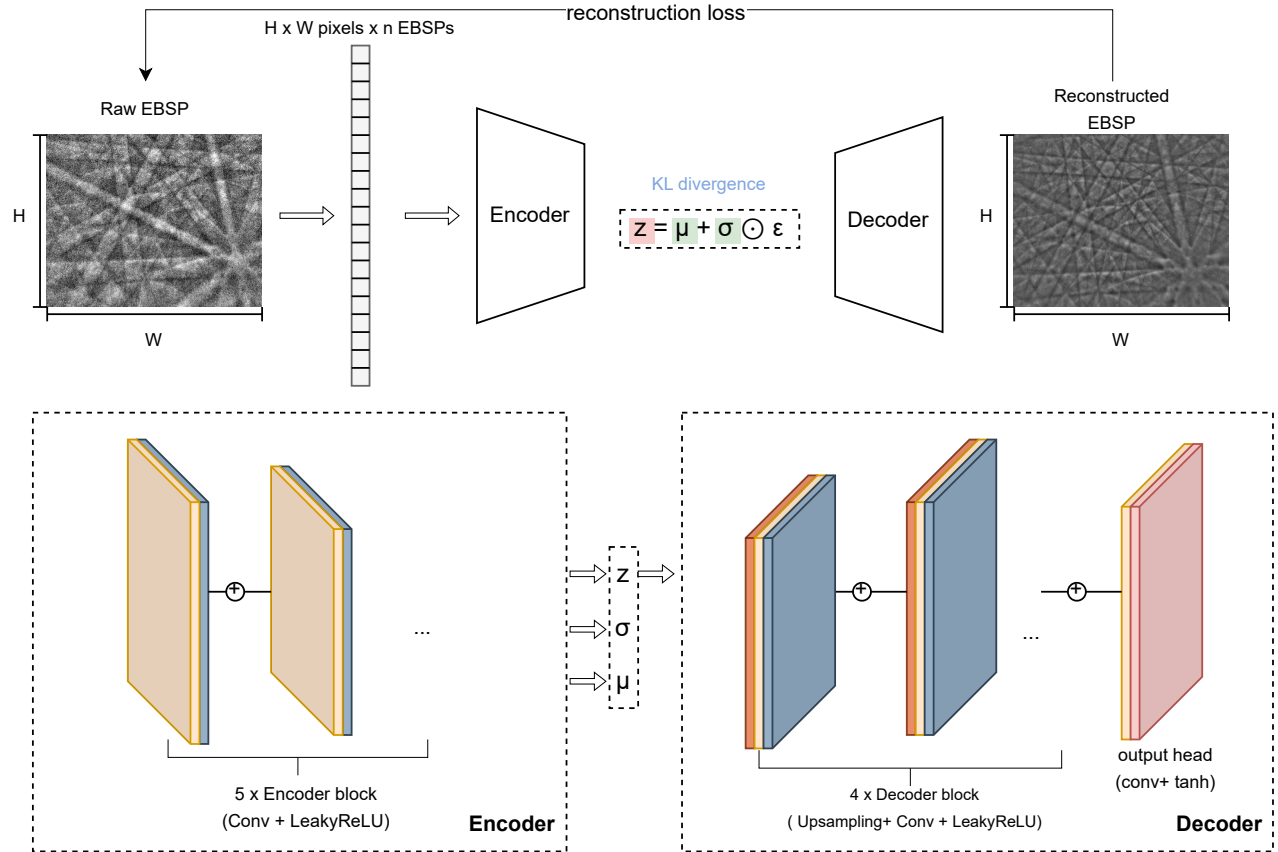 reconstruction loss
H x W pixels x n EBSPs
Raw EBSP
Reconstructed
EBSP
H
W
Encoder
KL divergence
z = μ + σ ⊙ ε
Decoder
H
W
...
5 x Encoder block
(Conv + LeakyReLU)
Encoder
z
σ
μ
...
4 x Decoder block
( Upsampling+ Conv + LeakyReLU)
output head
(conv+ tanh)
Decoder